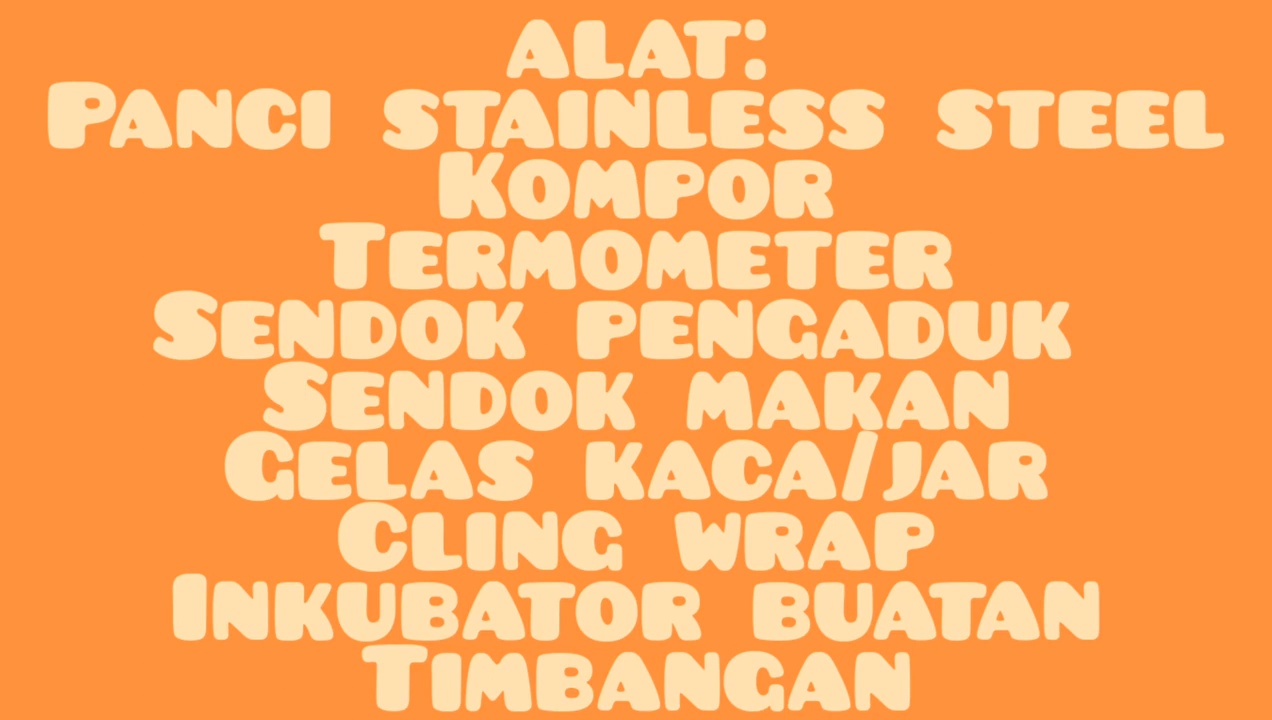 ALAT:
PANCI STAINLESS STEEL
KOMPOR
TERMOMETER
SENDOK PENGADUK
SENDOK MAKAN
GELAS KACA/JAR
CLING WRAP
INKUBATOR BUATAN
TIMBANGAN